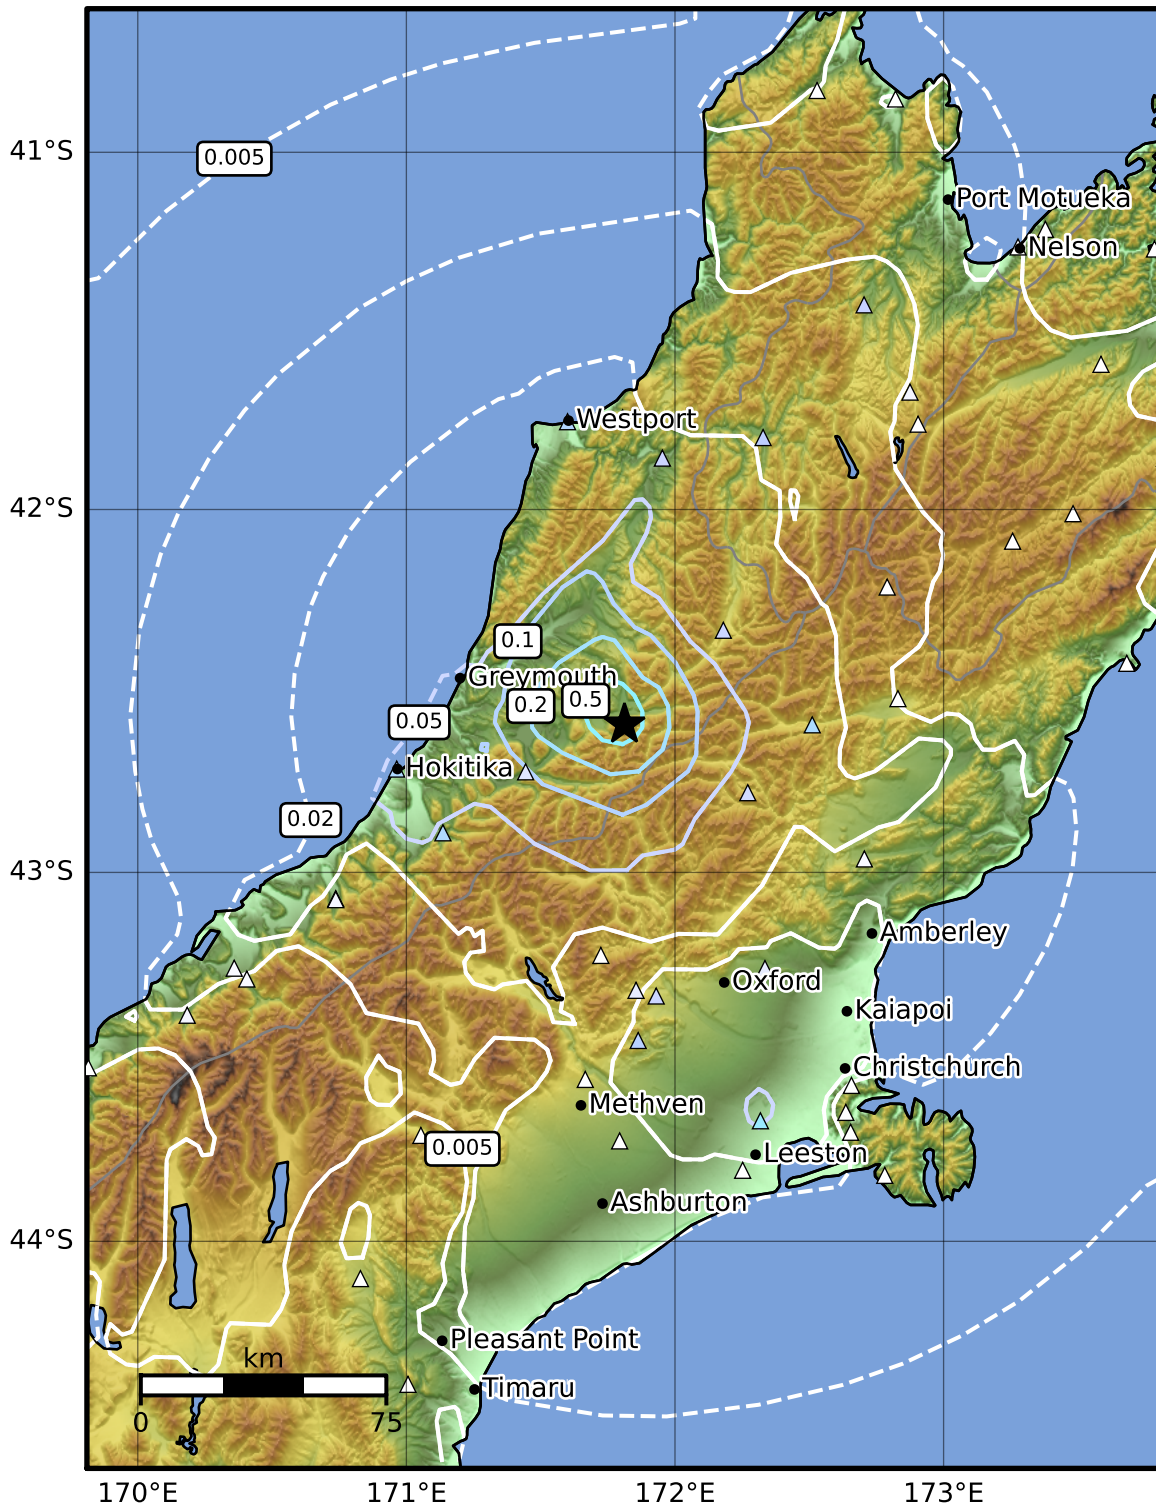 0.005
41°S
Port Motueka
Nelson
Westport
42°S
0.1
Greymouth
0.2
0.5
0.05
Hokitika
0.02
43°S
Amberley
Oxford
Kaiapoi
Christchurch
Methven
0.005
Leeston
Ashburton
44°S
Pleasant Point
km
Timaru
0
75
170°E
171°E
172°E
173°E